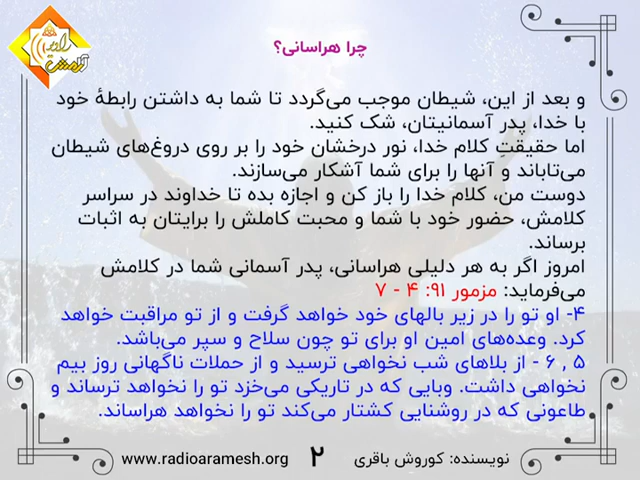 رادیو
آرامش
چرا هراسانی؟
و بعد از این، شیطان موجب می‌گردد تا شما به داشتن رابطهٔ خود
با خدا، پدر آسمانیتان، شک کنید.
اما حقیقتِ کلام خدا، نور درخشان خود را بر روی دروغ‌های شیطان
می‌تاباند و آنها را برای شما آشکار می‌سازند.
دوست من، کلام خدا را باز کن و اجازه بده تا خداوند در سراسر
کلامش، حضور خود با شما و محبت کاملش را برایتان به اثبات
برساند.
امروز اگر به هر دلیلی هراسانی، پدر آسمانی شما در کلامش
می‌فرماید: مزمور ۹۱: ۴ - ۷
۴- او تو را در زیر بالهای خود خواهد گرفت و از تو مراقبت خواهد
کرد. وعده‌های امین او برای تو چون سلاح و سپر می‌باشد.
۵ , ۶ - از بلاهای شب نخواهی ترسید و از حملات ناگهانی روز بیم
نخواهی داشت. وبایی که در تاریکی می‌خزد تو را نخواهد ترساند و
طاعونی که در روشنایی کشتار می‌کند تو را نخواهد هراساند.
نویسنده: کوروش باقری ۲ www.radioaramesh.org